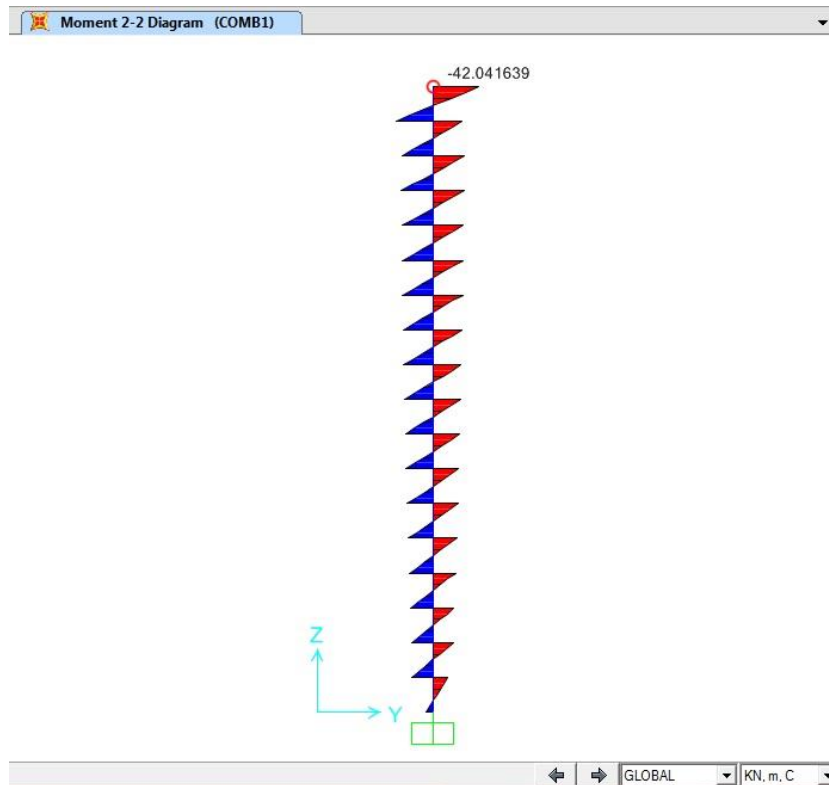 Moment 2-2 Diagram (COMB1)
-42.041639
Z
Y
GLOBAL
KN, m, C